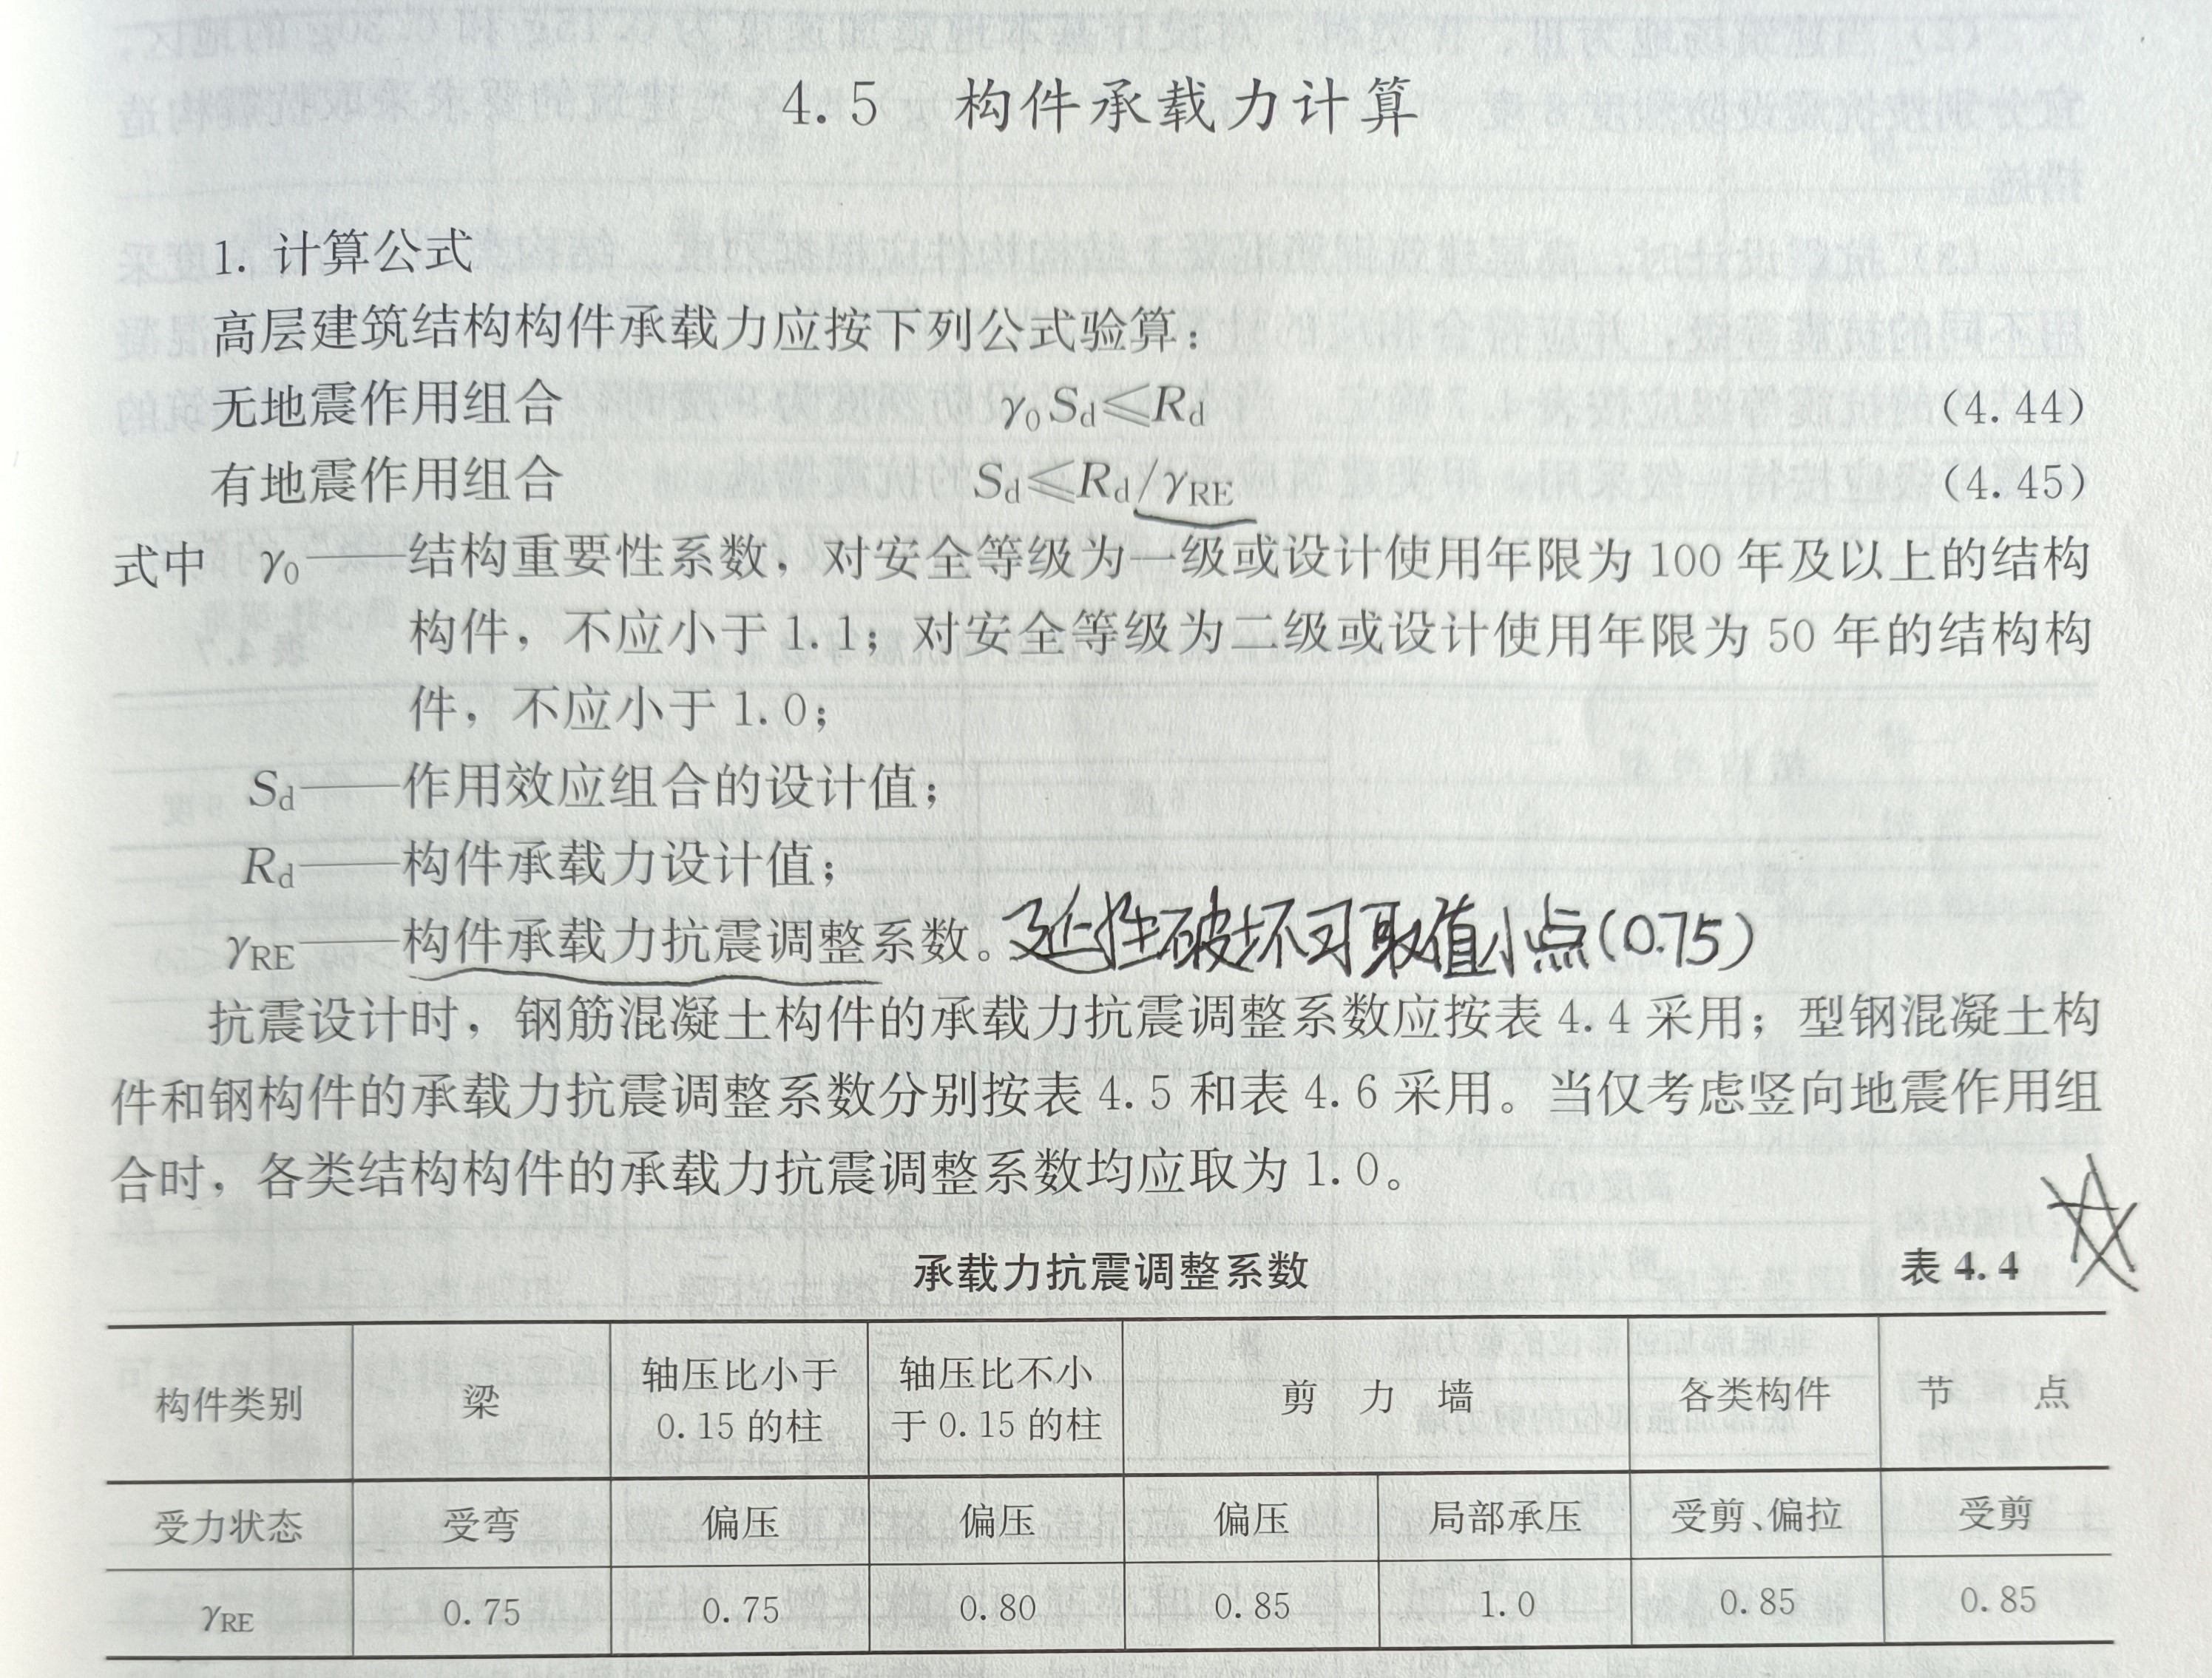 4.5 构件承载力计算
1. 计算公式
高层建筑结构构件承载力应按下列公式验算：
无地震作用组合 γ0Sd≤Rd (4.44)
有地震作用组合 Sd≤Rd/γRE (4.45)
式中 γ0——结构重要性系数，对安全等级为一级或设计使用年限为 100 年及以上的结构
构件，不应小于 1.1；对安全等级为二级或设计使用年限为 50 年的结构构
件，不应小于 1.0；
Sd——作用效应组合的设计值；
Rd——构件承载力设计值；
γRE——构件承载力抗震调整系数。延性破坏可取值小点(0.75)
抗震设计时，钢筋混凝土构件的承载力抗震调整系数应按表 4.4 采用；型钢混凝土构
件和钢构件的承载力抗震调整系数分别按表 4.5 和表 4.6 采用。当仅考虑竖向地震作用组
合时，各类结构构件的承载力抗震调整系数均应取为 1.0。
承载力抗震调整系数 表 4.4
构件类别 梁 轴压比小于 0.15 的柱 轴压比不小于 0.15 的柱 剪力墙 各类构件 节点
受力状态 受弯 偏压 偏压 偏压 局部承压 受剪、偏拉 受剪
γRE 0.75 0.75 0.80 0.85 1.0 0.85 0.85